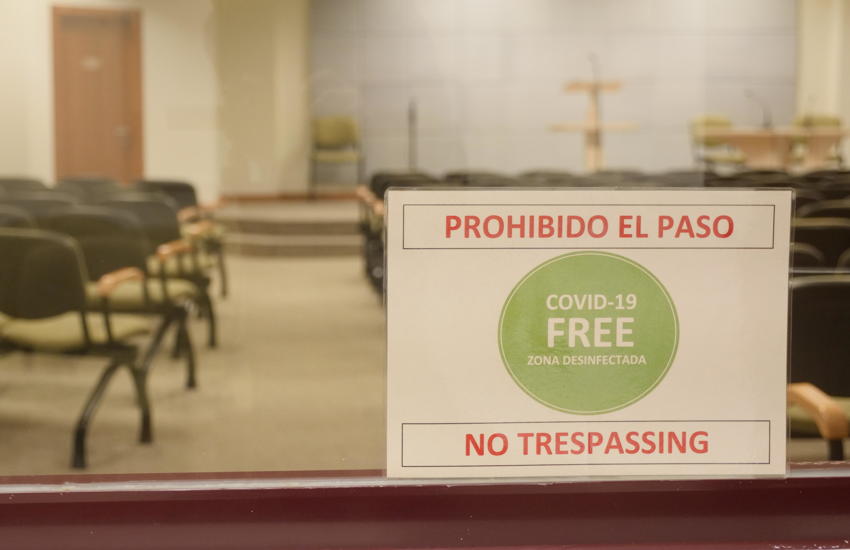 PROHIBIDO EL PASO
COVID-19
FREE
ZONA DESINFECTADA
NO TRESPASSING